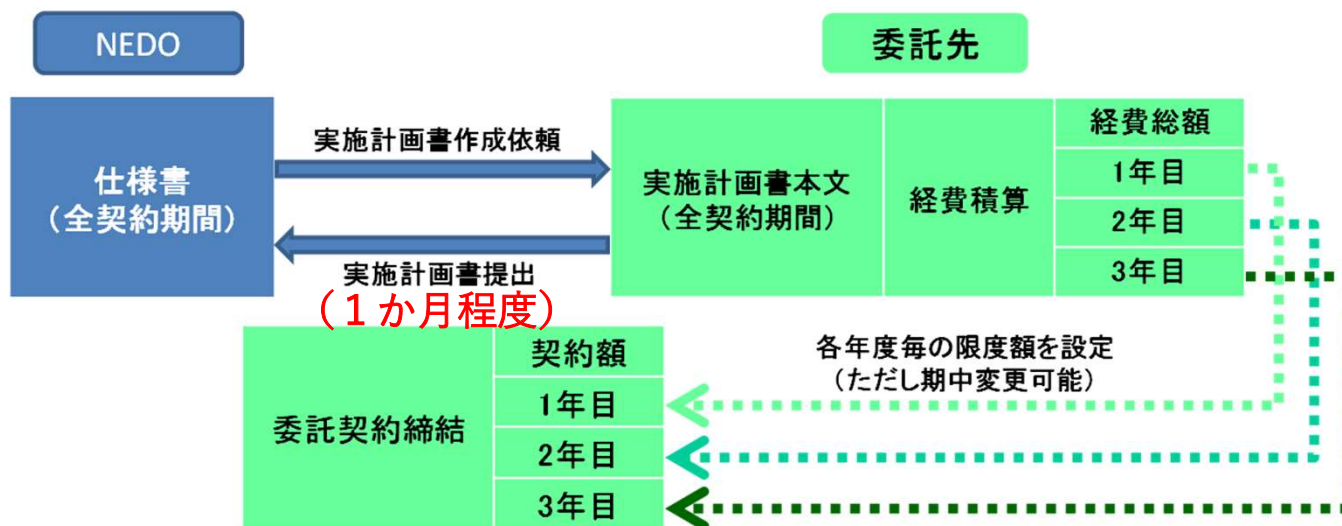 NEDO
委託先
仕様書
（全契約期間）
実施計画書作成依頼
実施計画書提出
（１か月程度）
実施計画書本文
（全契約期間）
経費積算
経費総額
1年目
2年目
3年目
各年度毎の限度額を設定
（ただし期中変更可能）
委託契約締結
契約額
1年目
2年目
3年目